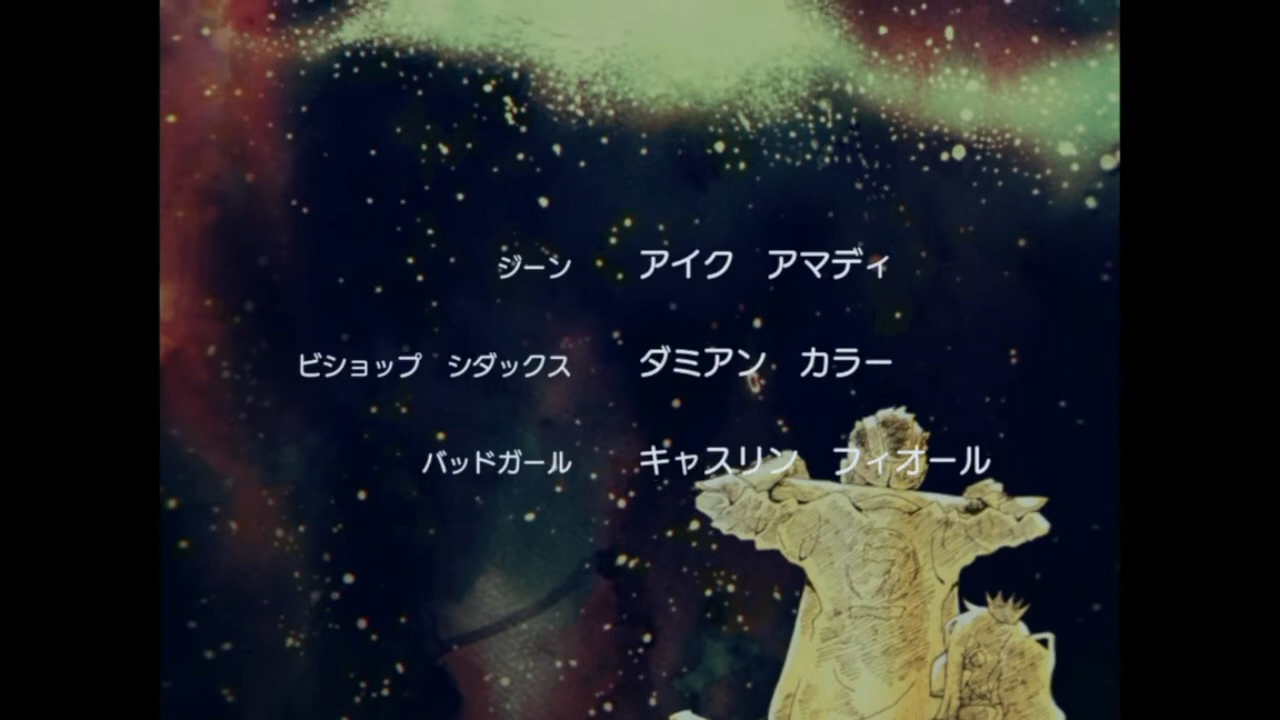 ジーン　アイク　アマディ
ビショップ　シダックス　ダミアン　カラー
バッドガール　キャスリン　フィオール